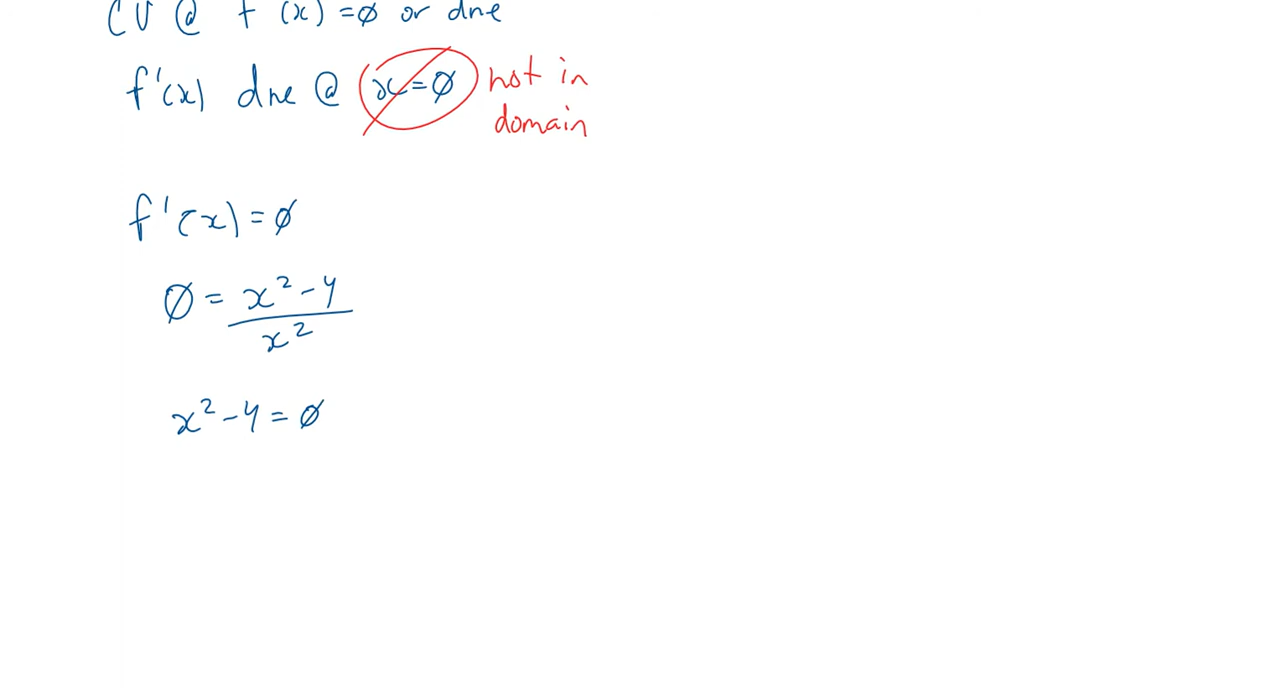 CV @ f'(x) = ∅ or dne
f'(x) dne @ x = ∅ not in
domain
f'(x) = ∅
∅ = x² - 4
x²
x² - 4 = ∅